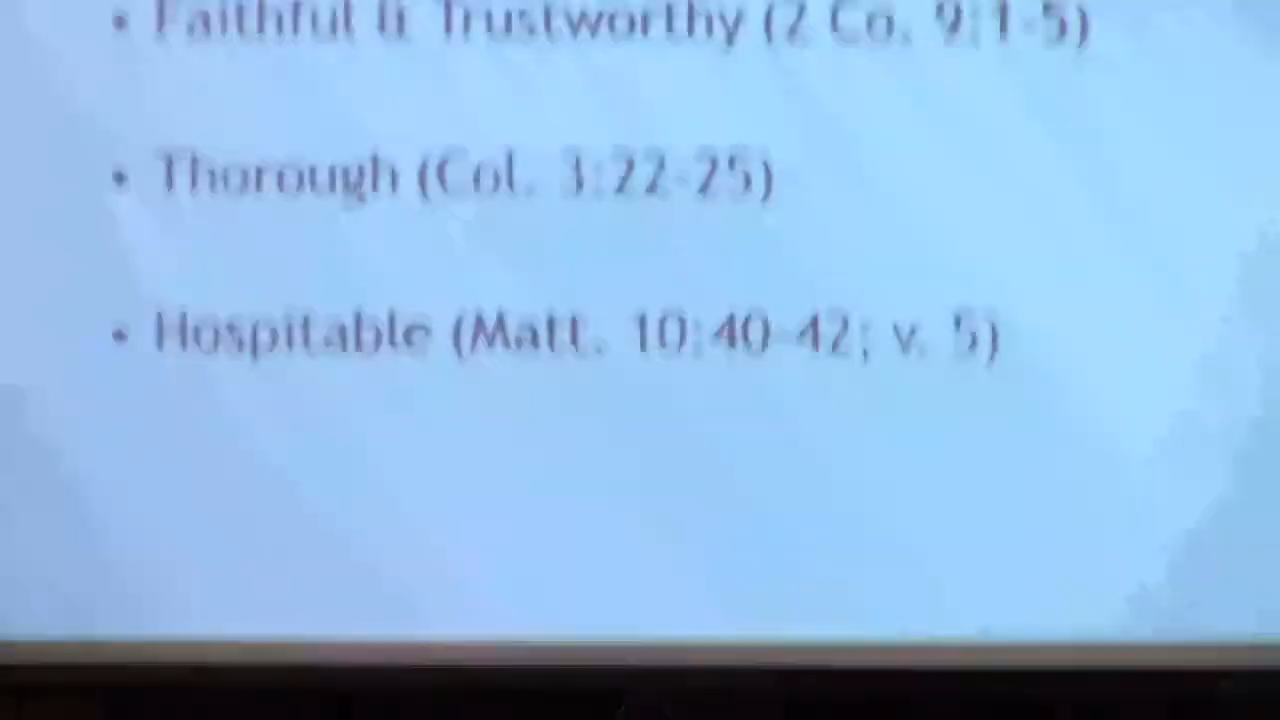 • Faithful & Trustworthy (2 Co. 9:1-5)
• Thorough (Col. 3:22-25)
• Hospitable (Matt. 10:40-42; v. 5)